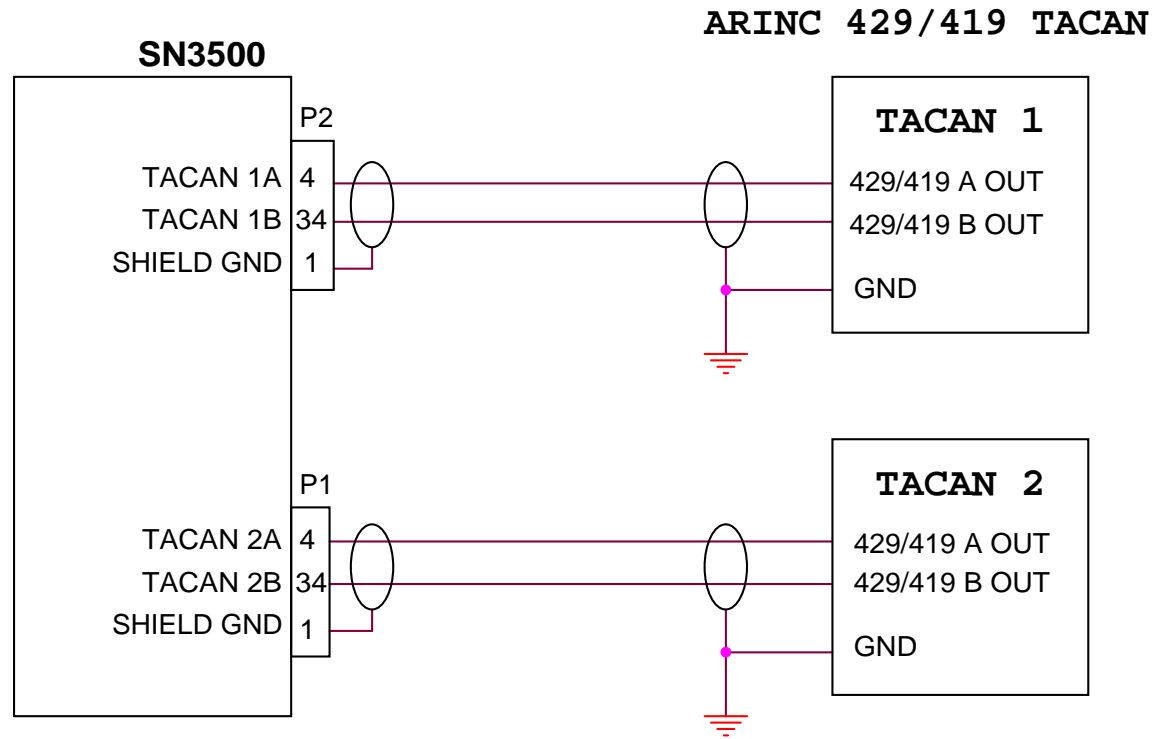 ARINC 429/419 TACAN
SN3500
P2
TACAN 1
TACAN 1A 4
429/419 A OUT
TACAN 1B 34
429/419 B OUT
SHIELD GND 1
GND
P1
TACAN 2
TACAN 2A 4
429/419 A OUT
TACAN 2B 34
429/419 B OUT
SHIELD GND 1
GND